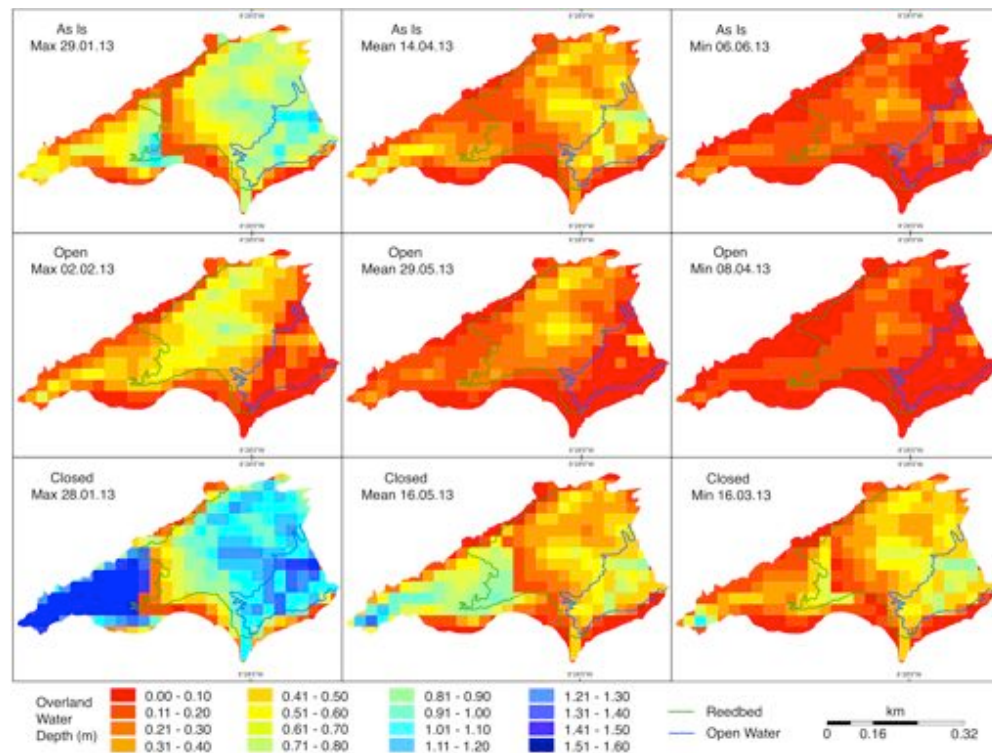 As Is
Max 29.01.13
As Is
Mean 14.04.13
As Is
Min 06.06.13
Open
Max 02.02.13
Open
Mean 29.05.13
Open
Min 08.04.13
Closed
Max 28.01.13
Closed
Mean 16.05.13
Closed
Min 16.03.13
Overland
Water
Depth (m)
0.00 - 0.10
0.11 - 0.20
0.21 - 0.30
0.31 - 0.40
0.41 - 0.50
0.51 - 0.60
0.61 - 0.70
0.71 - 0.80
0.81 - 0.90
0.91 - 1.00
1.01 - 1.10
1.11 - 1.20
1.21 - 1.30
1.31 - 1.40
1.41 - 1.50
1.51 - 1.60
Reedbed
Open Water
km
0 0.16 0.32